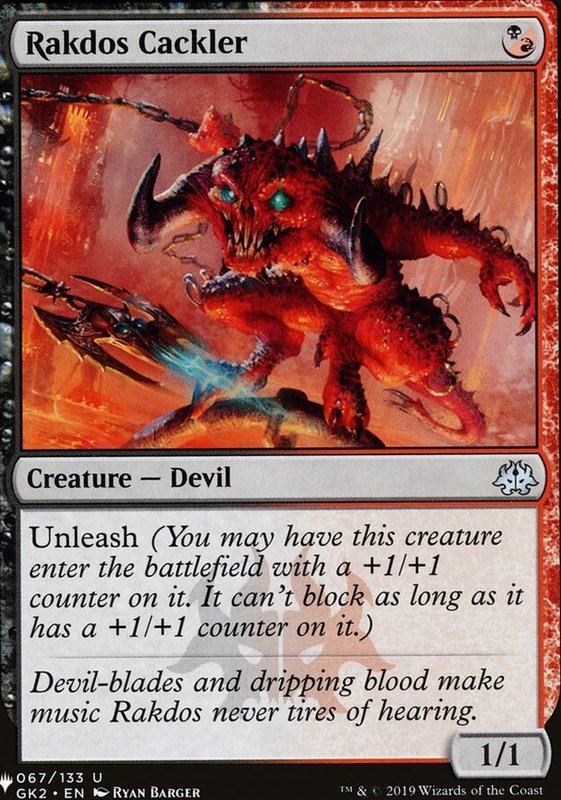 Rakdos Cackler
Creature — Devil
Unleash (You may have this creature
enter the battlefield with a +1/+1
counter on it. It can't block as long as it
has a +1/+1 counter on it.)
Devil-blades and dripping blood make
music Rakdos never tires of hearing.
1/1
067/133 U
GK2 • EN Ryan Barger
™ & © 2019 Wizards of the Coast